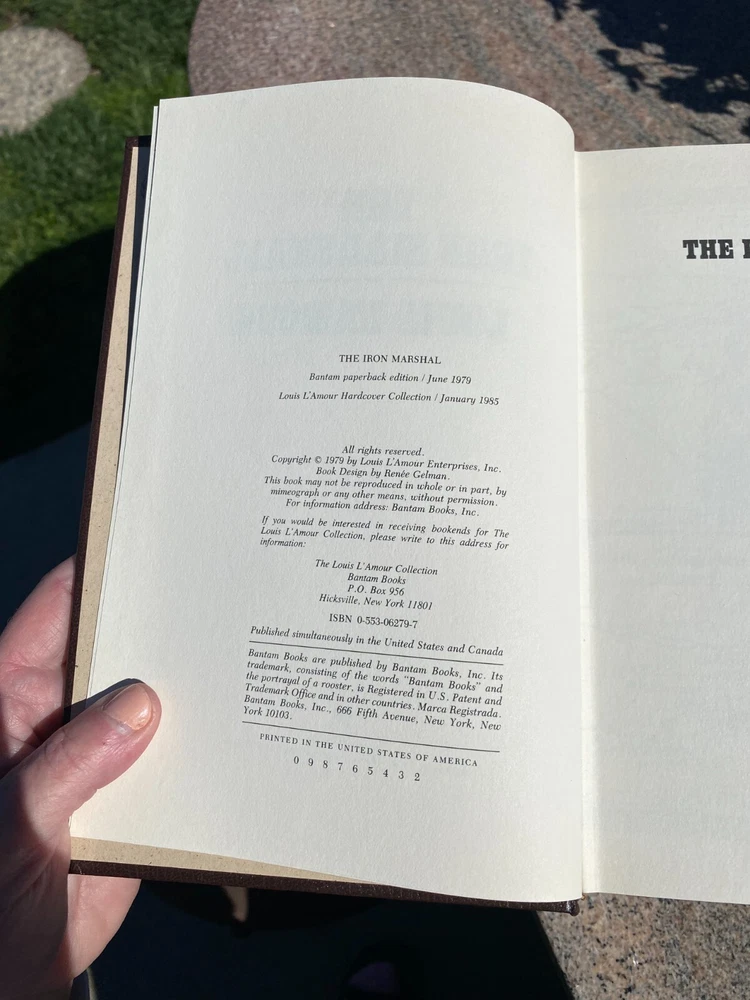 THE IRON MARSHAL
Bantam paperback edition / June 1979
Louis L'Amour Hardcover Collection / January 1985
All rights reserved.
Copyright © 1979 by Louis L'Amour Enterprises, Inc.
Book Design by Renée Gelman.
This book may not be reproduced in whole or in part, by
mimeograph or any other means, without permission.
For information address: Bantam Books, Inc.
If you would be interested in receiving bookends for The
Louis L'Amour Collection, please write to this address for
information:
The Louis L'Amour Collection
Bantam Books
P.O. Box 956
Hicksville, New York 11801
ISBN 0-553-06279-7
Published simultaneously in the United States and Canada
Bantam Books are published by Bantam Books, Inc. Its
trademark, consisting of the words "Bantam Books" and
the portrayal of a rooster, is Registered in U.S. Patent and
Trademark Office and in other countries. Marca Registrada.
Bantam Books, Inc., 666 Fifth Avenue, New York, New
York 10103.
PRINTED IN THE UNITED STATES OF AMERICA
0 9 8 7 6 5 4 3 2
THE